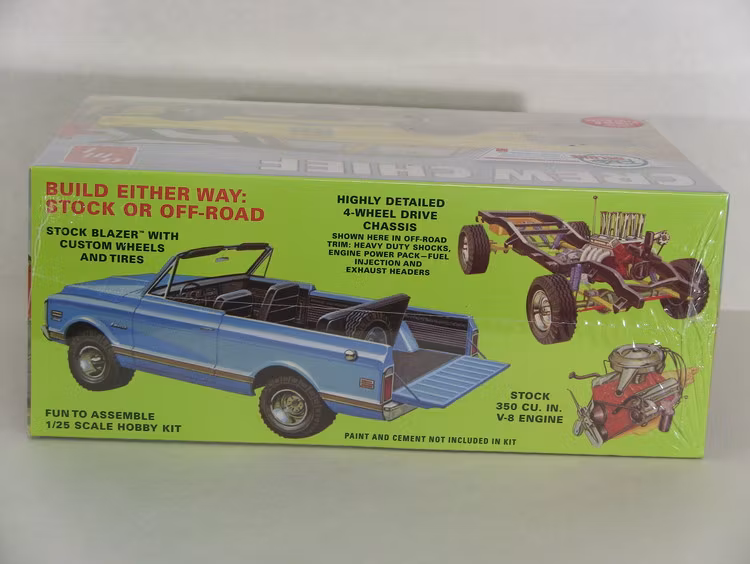 amt
CREW CHIEF
BUILD EITHER WAY:
STOCK OR OFF-ROAD
STOCK BLAZER™ WITH
CUSTOM WHEELS
AND TIRES
HIGHLY DETAILED
4-WHEEL DRIVE
CHASSIS
SHOWN HERE IN OFF-ROAD
TRIM: HEAVY DUTY SHOCKS,
ENGINE POWER PACK—FUEL
INJECTION AND
EXHAUST HEADERS
STOCK
350 CU. IN.
V-8 ENGINE
FUN TO ASSEMBLE
1/25 SCALE HOBBY KIT
PAINT AND CEMENT NOT INCLUDED IN KIT